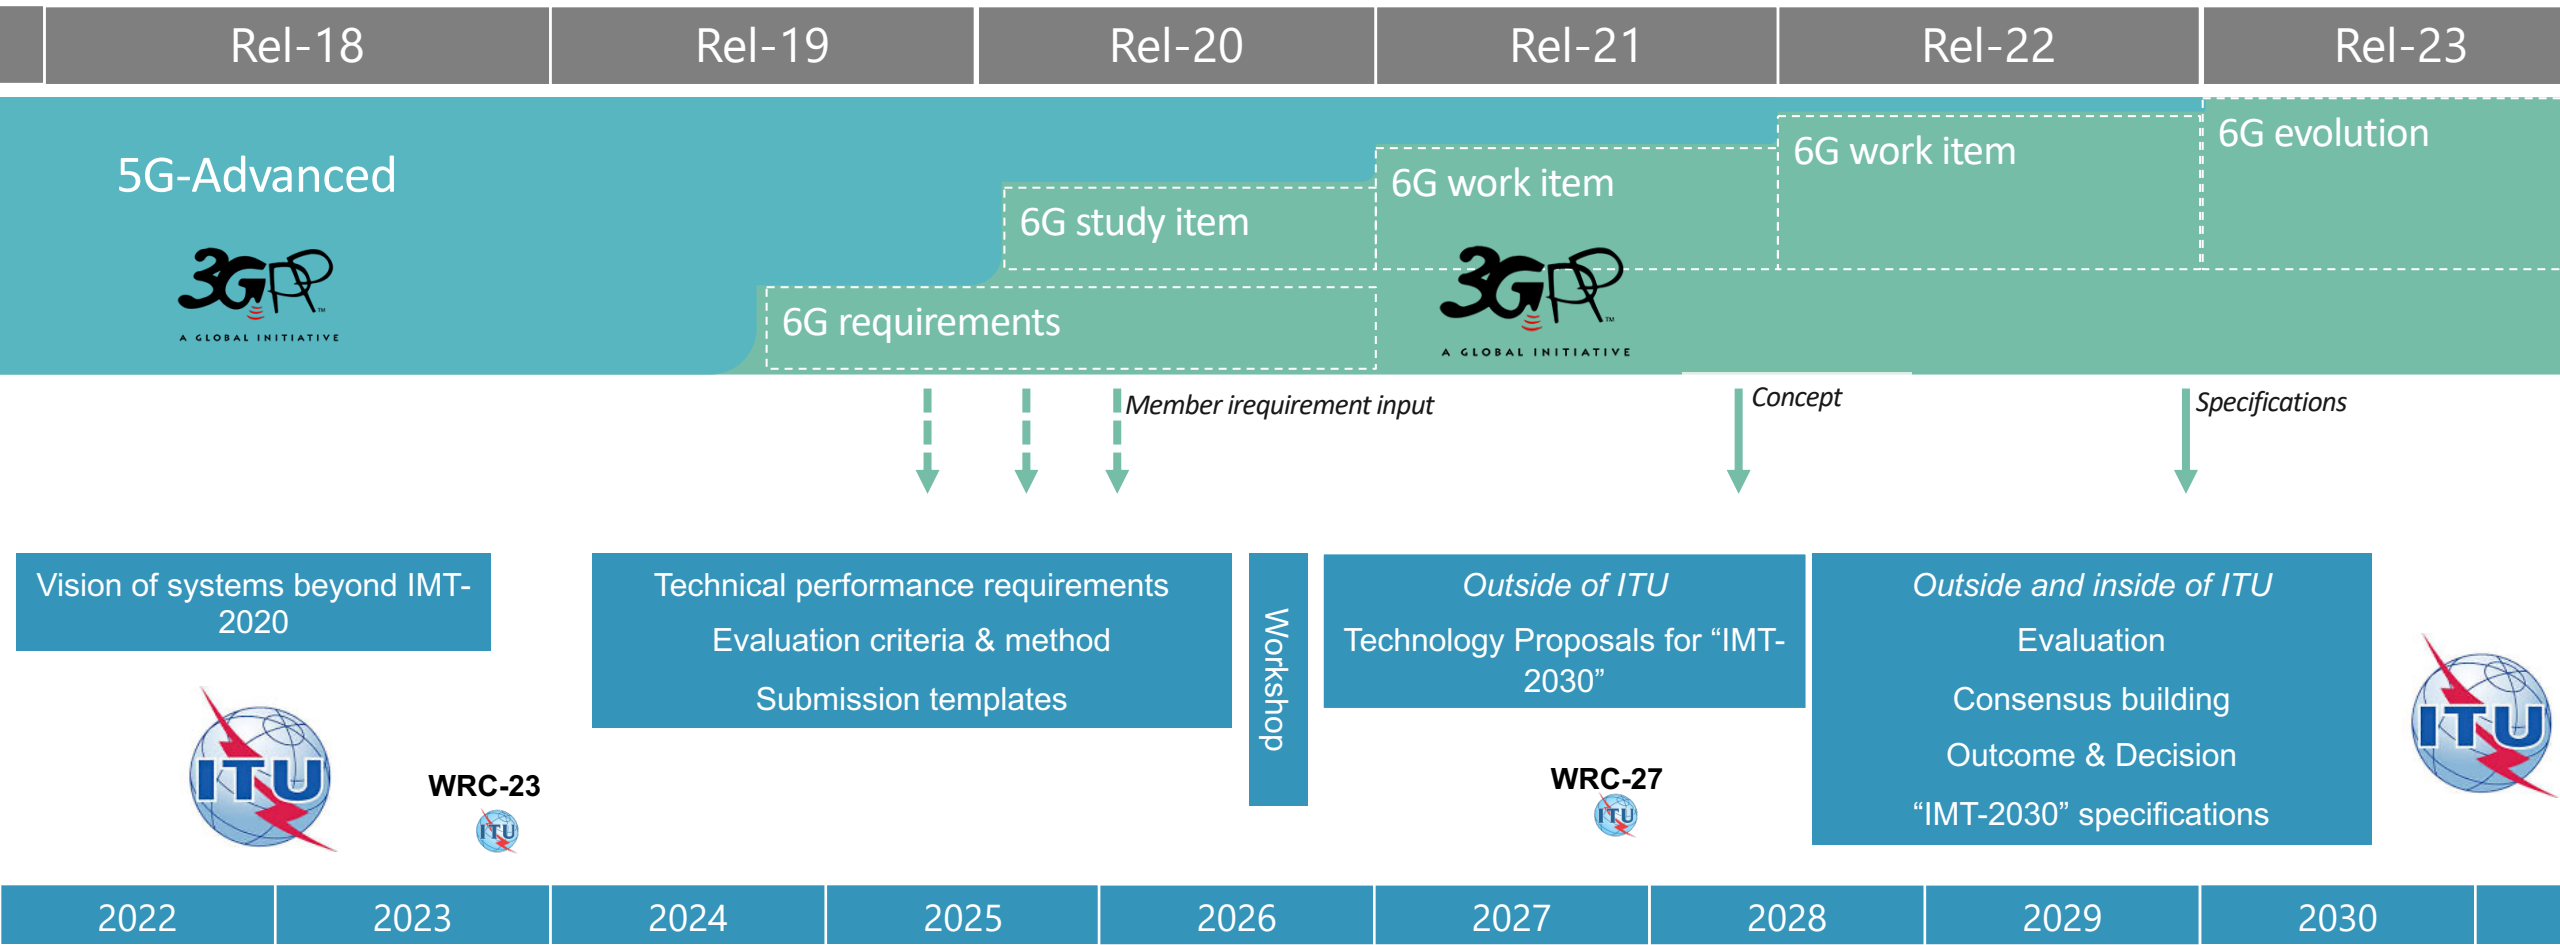 Rel-18 Rel-19 Rel-20 Rel-21 Rel-22 Rel-23
5G-Advanced
3GPP
TM
A GLOBAL INITIATIVE
6G requirements
6G study item
6G work item
3GPP
TM
A GLOBAL INITIATIVE
6G work item
6G evolution
Member irequirement input
Concept
Specifications
Vision of systems beyond IMT-
2020
Technical performance requirements
Evaluation criteria & method
Submission templates
Workshop
Outside of ITU
Technology Proposals for “IMT-
2030”
Outside and inside of ITU
Evaluation
Consensus building
Outcome & Decision
“IMT-2030” specifications
ITU
WRC-23
ITU
WRC-27
ITU
ITU
2022 2023 2024 2025 2026 2027 2028 2029 2030